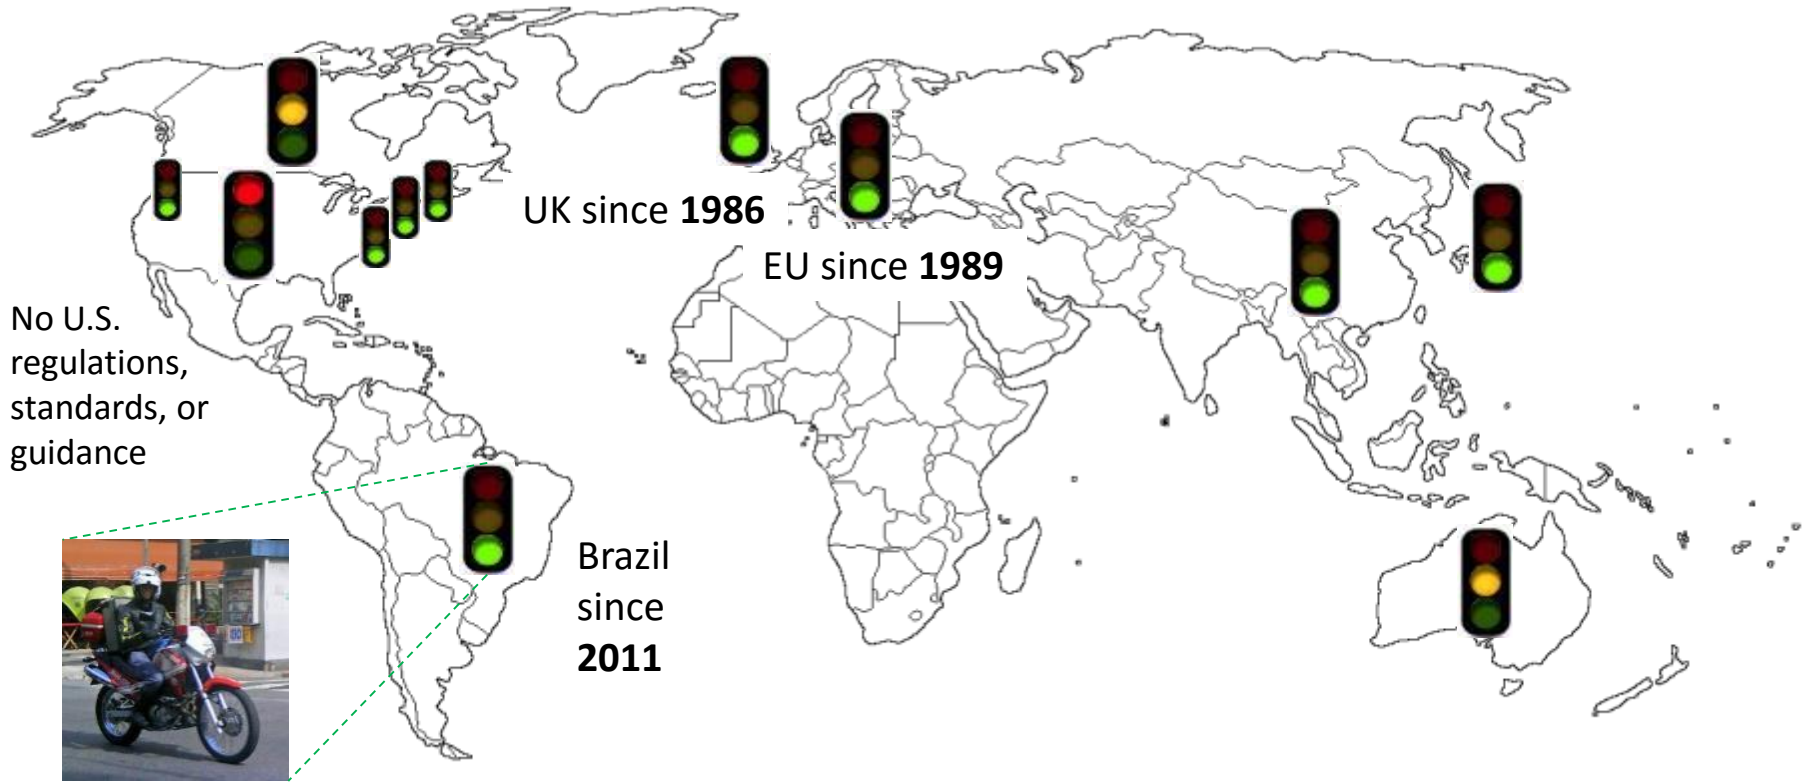 UK since 1986
EU since 1989
No U.S.
regulations,
standards, or
guidance
Brazil
since
2011